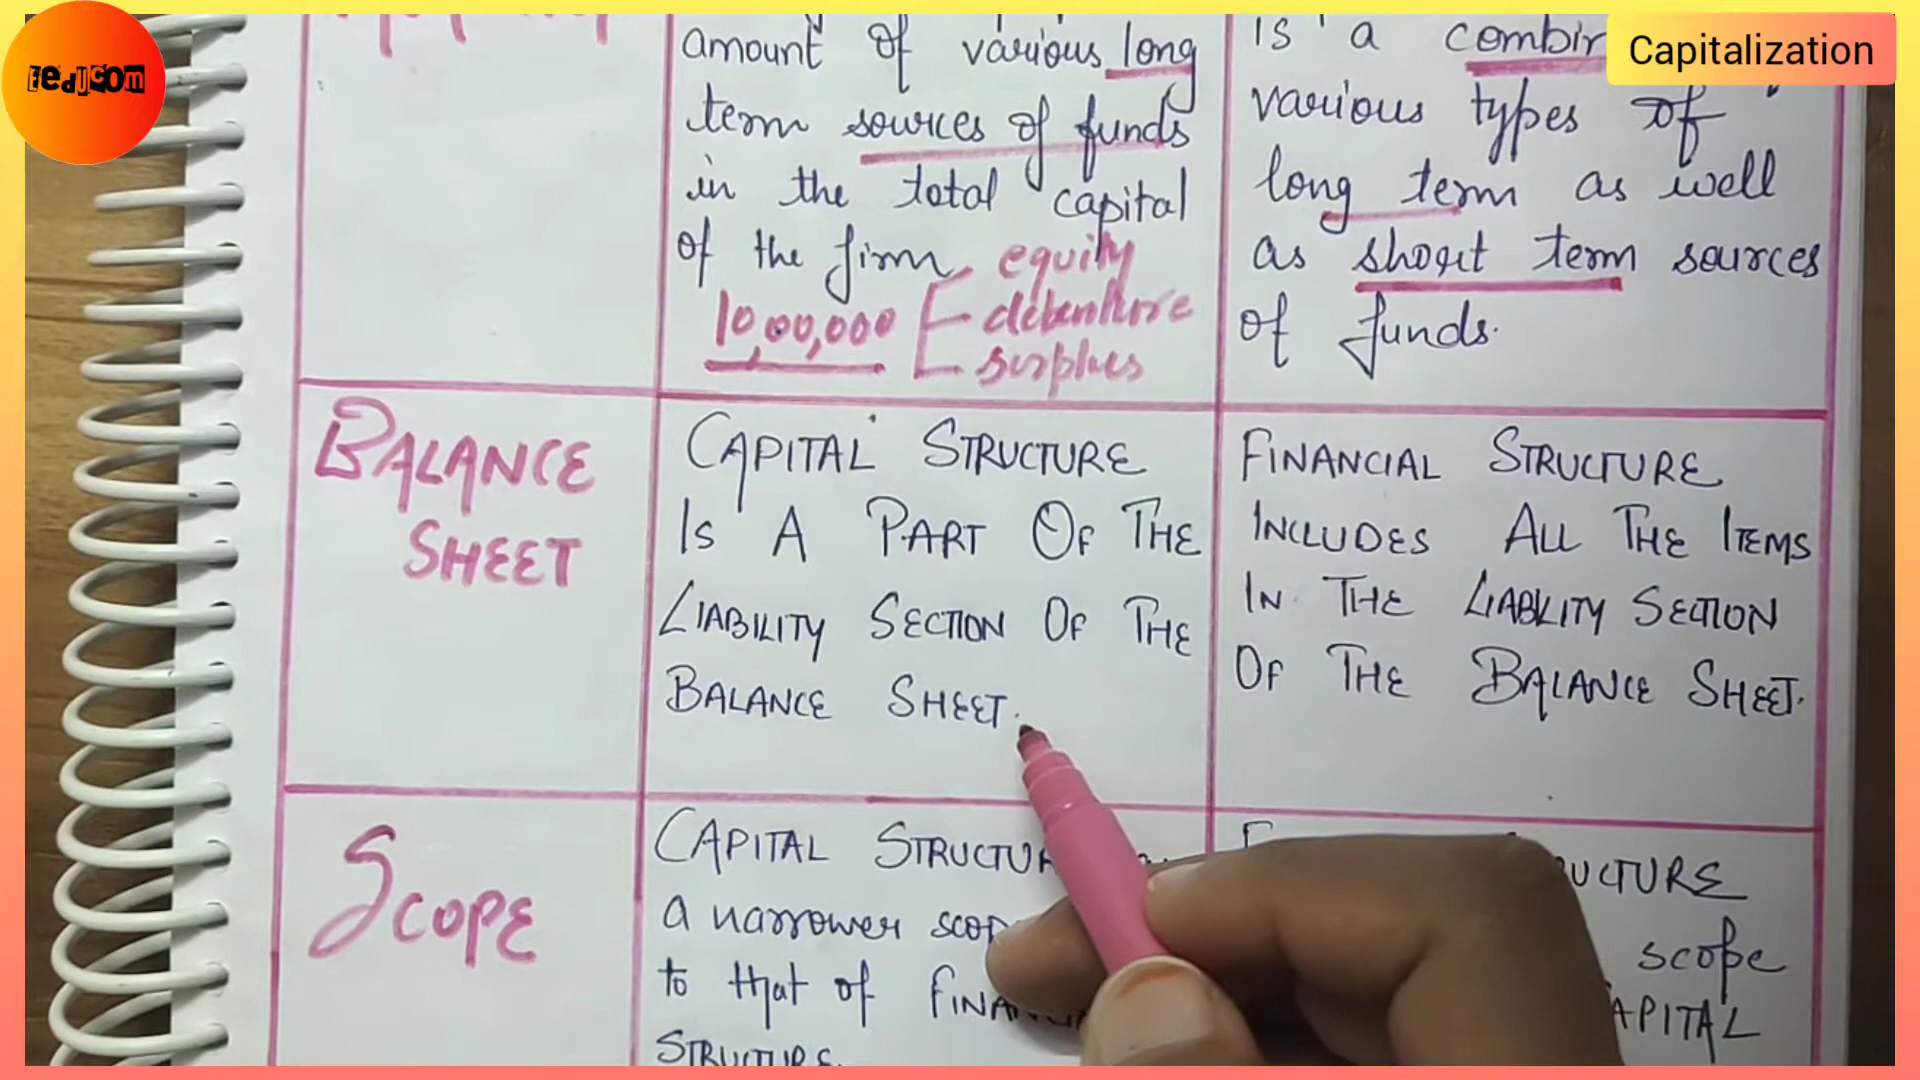 tedUcom
Capitalization
amount of various long
term sources of funds
in the total capital
of the firm
equity
10,00,000
debenture
surplus
is a
various types of
long term as well
as short term sources
of funds.
BALANCE
SHEET
CAPITAL STRUCTURE
IS A PART OF THE
LIABILITY SECTION OF THE
BALANCE SHEET.
FINANCIAL STRUCTURE
INCLUDES ALL THE ITEMS
IN THE LIABILITY SECTION
OF THE BALANCE SHEET.
SCOPE
CAPITAL
a narrower
to that of
STRUCTURE
scope